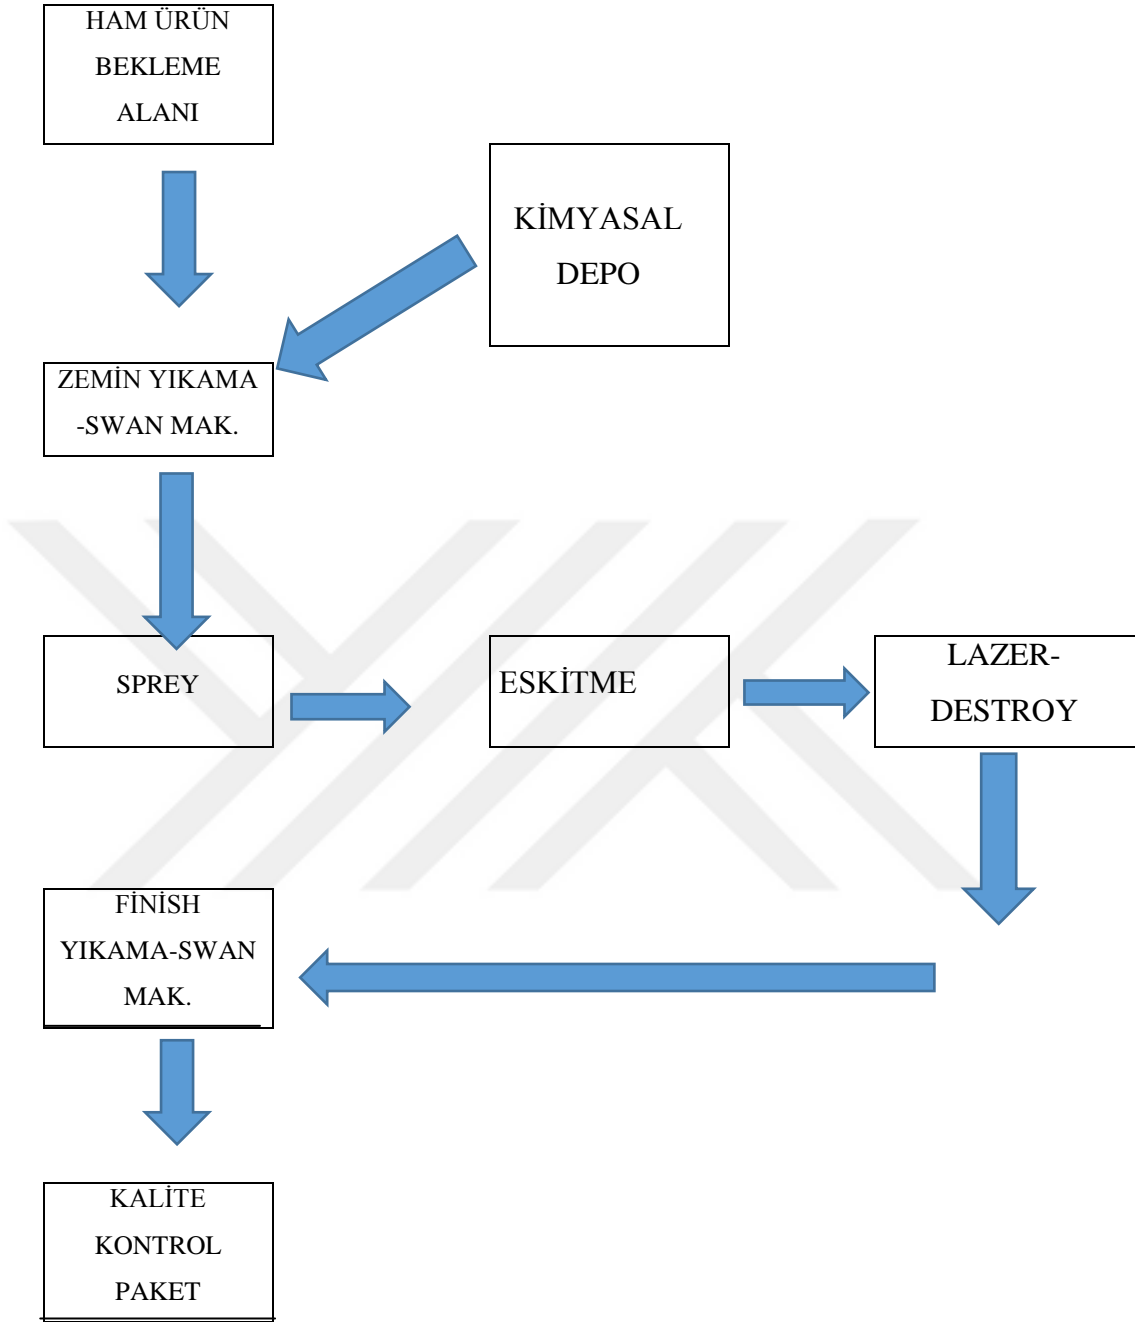 HAM ÜRÜN
BEKLEME
ALANI
KİMYASAL
DEPO
ZEMİN YIKAMA
-SWAN MAK.
SPREY
ESKİTME
LAZER-
DESTROY
FİNİSH
YIKAMA-SWAN
MAK.
KALİTE
KONTROL
PAKET